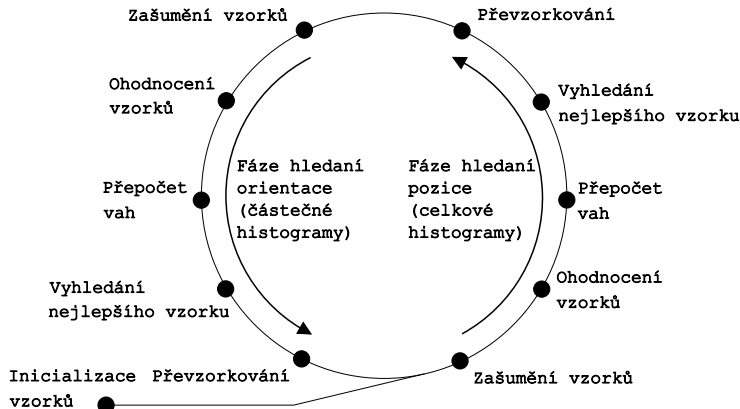 Zašumění vzorků
Převzorkování
Ohodnocení
vzorků
Vyhledání
nejlepšího vzorku
Fáze hledaní
orientace
(částečné
histogramy)
Fáze hledaní
pozice
(celkové
histogramy)
Přepočet
vah
Přepočet
vah
Vyhledání
nejlepšího vzorku
Ohodnocení
vzorků
Inicializace
vzorků
Převzorkování
Zašumění vzorků